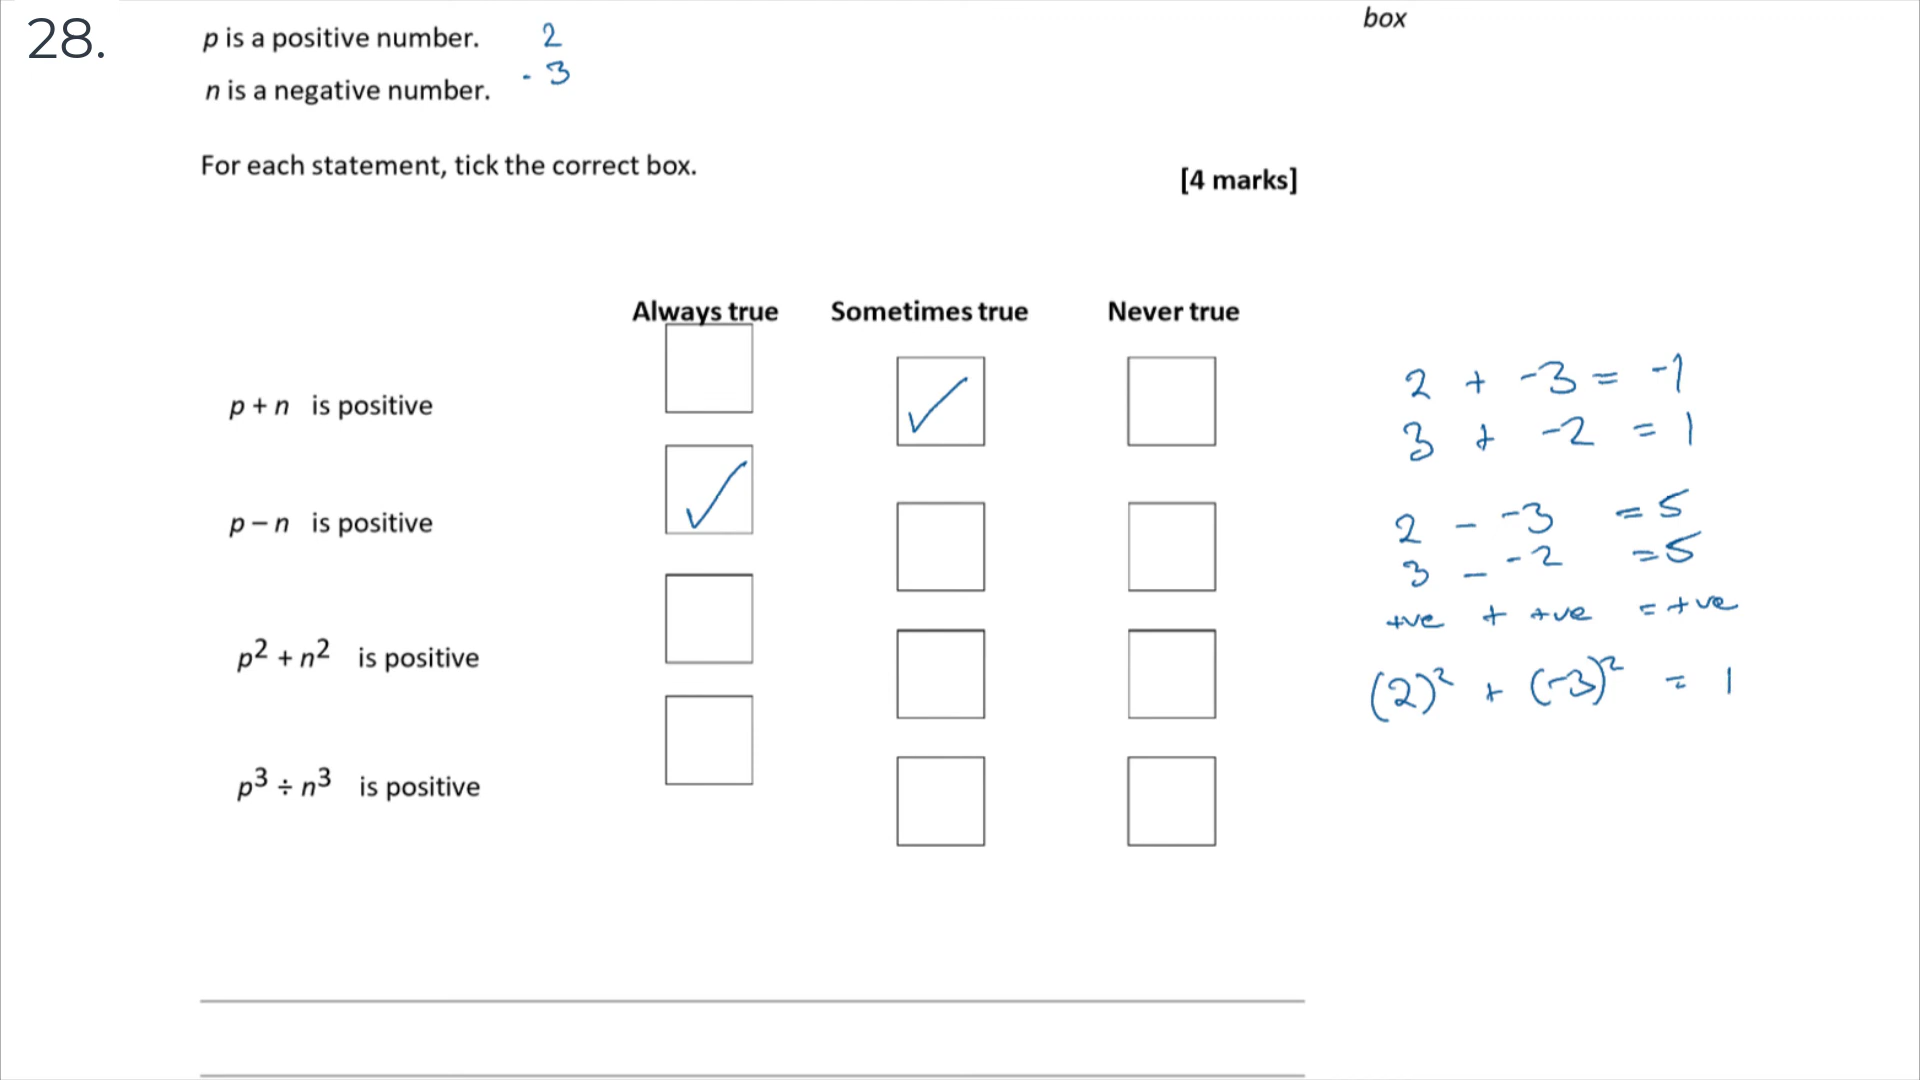 28.
box
p is a positive number. 2
n is a negative number. - 3
For each statement, tick the correct box.
[4 marks]
Always true Sometimes true Never true
p + n is positive ✓ 2 + -3 = -1
3 + -2 = 1
p − n is positive ✓ 2 - -3 = 5
3 - -2 = 5
+ve + +ve = +ve
p² + n² is positive (2)² + (-3)² = 1
p³ ÷ n³ is positive